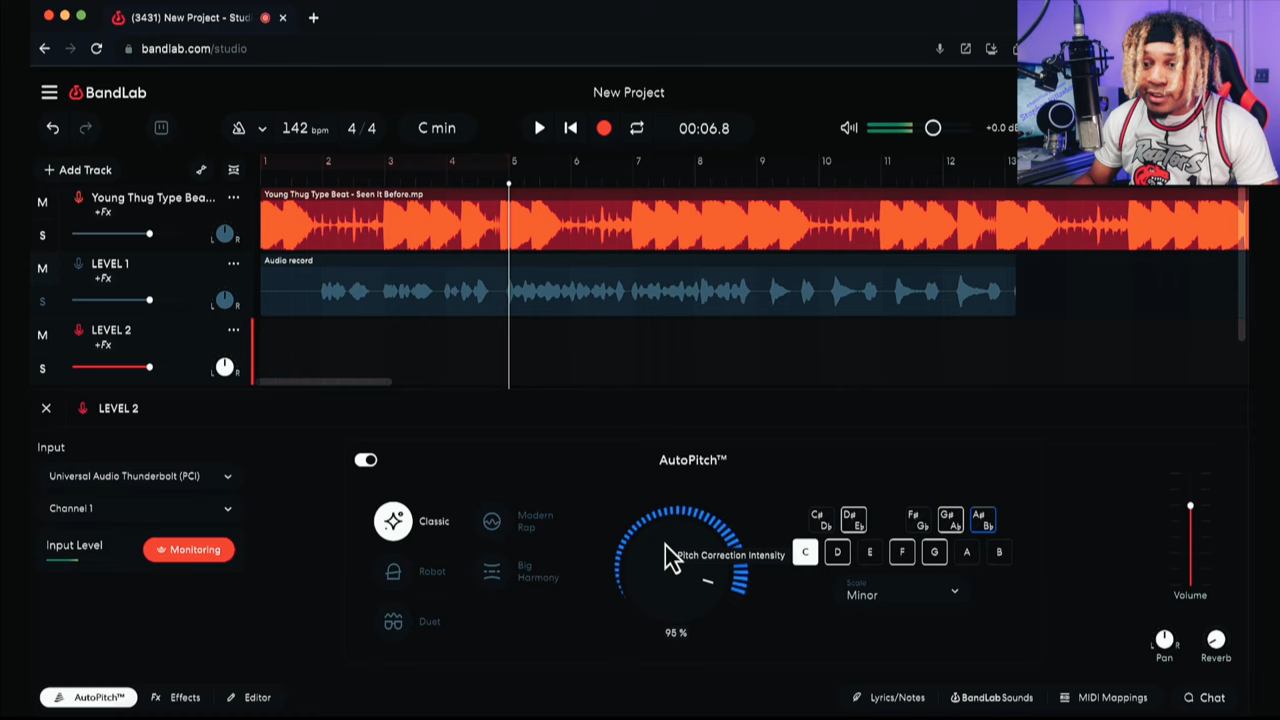 (3431) New Project - Stud
bandlab.com/studio
BandLab
New Project
142 bpm
4 / 4
C min
00:06.8
+0.0 dB
+ Add Track
1 2 3 4 5 6 7 8 9 10 11 12 13
M
Young Thug Type Bea...
+Fx
S
L R
Young Thug Type Beat - Seen It Before.mp
M
LEVEL 1
+Fx
S
L R
Audio record
M
LEVEL 2
+Fx
S
L R
LEVEL 2
Input
Universal Audio Thunderbolt (PCI)
Channel 1
Input Level
Monitoring
AutoPitch™
Classic
Modern Rap
Robot
Big Harmony
Duet
Pitch Correction Intensity
95 %
C# Db
D# Eb
F# Gb
G# Ab
A# Bb
C D E F G A B
Scale
Minor
Volume
L R
Pan
Reverb
AutoPitch™
Fx Effects
Editor
Lyrics/Notes
BandLab Sounds
MIDI Mappings
Chat
RAPTORS